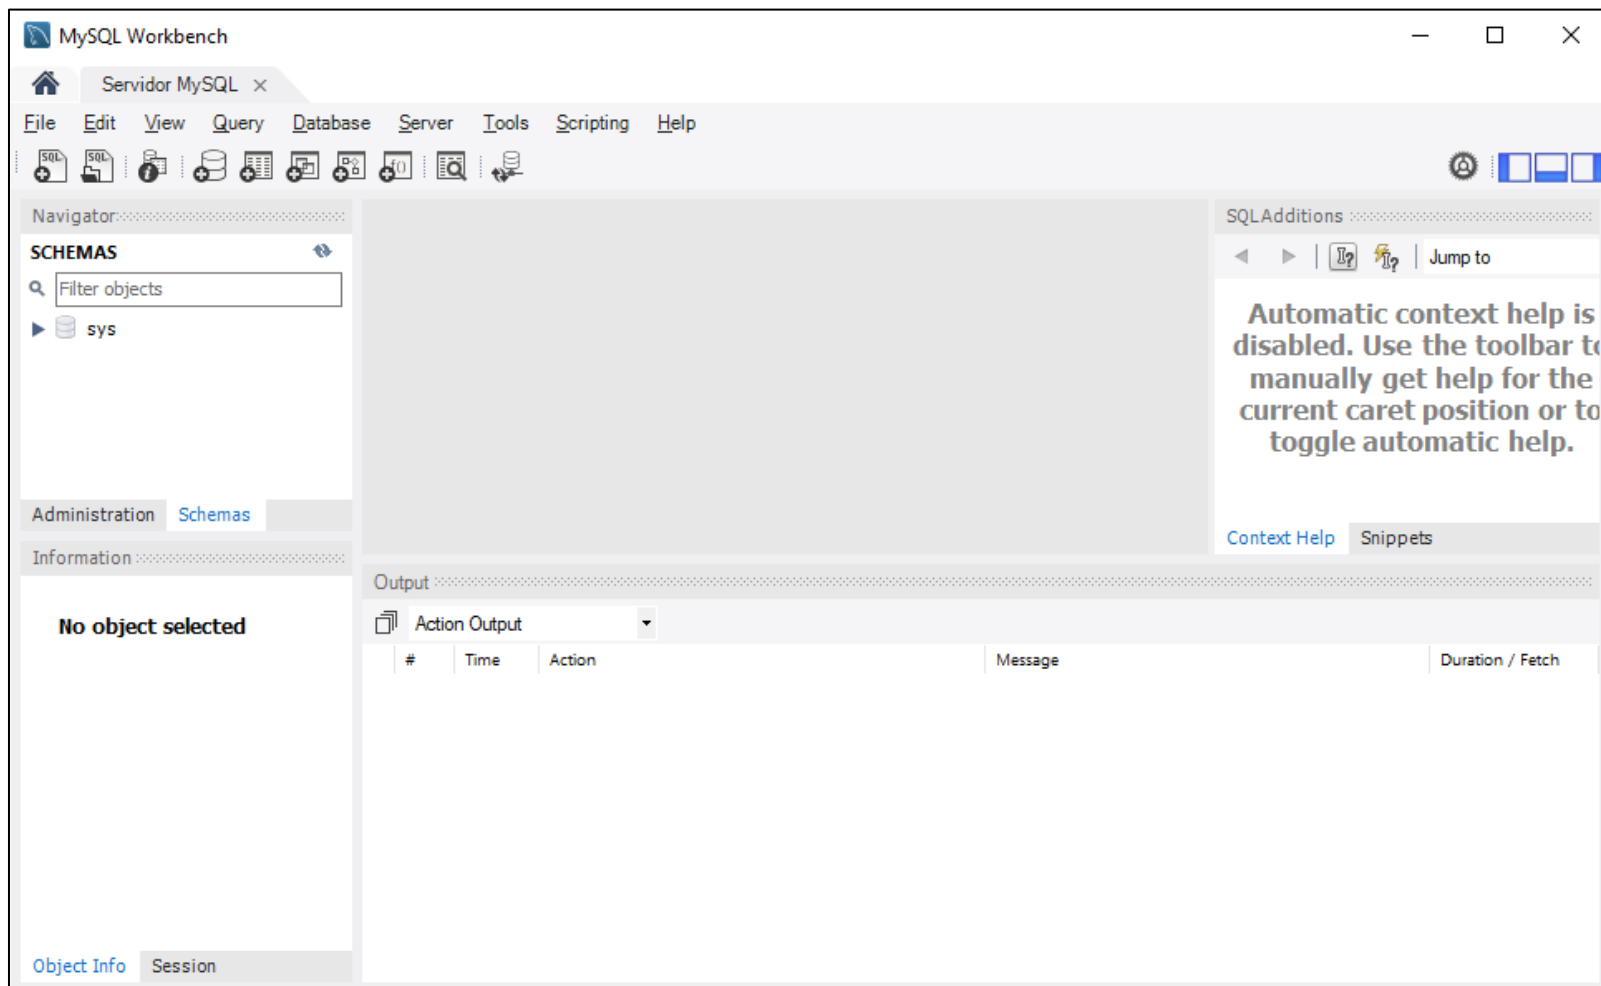 MySQL Workbench
Servidor MySQL
File Edit View Query Database Server Tools Scripting Help
SQL SQL
Navigator
SCHEMAS
Filter objects
sys
Administration Schemas
Information
No object selected
Object Info Session
SQLAdditions
Jump to
Automatic context help is
disabled. Use the toolbar to
manually get help for the
current caret position or to
toggle automatic help.
Context Help Snippets
Output
Action Output
# Time Action Message Duration / Fetch